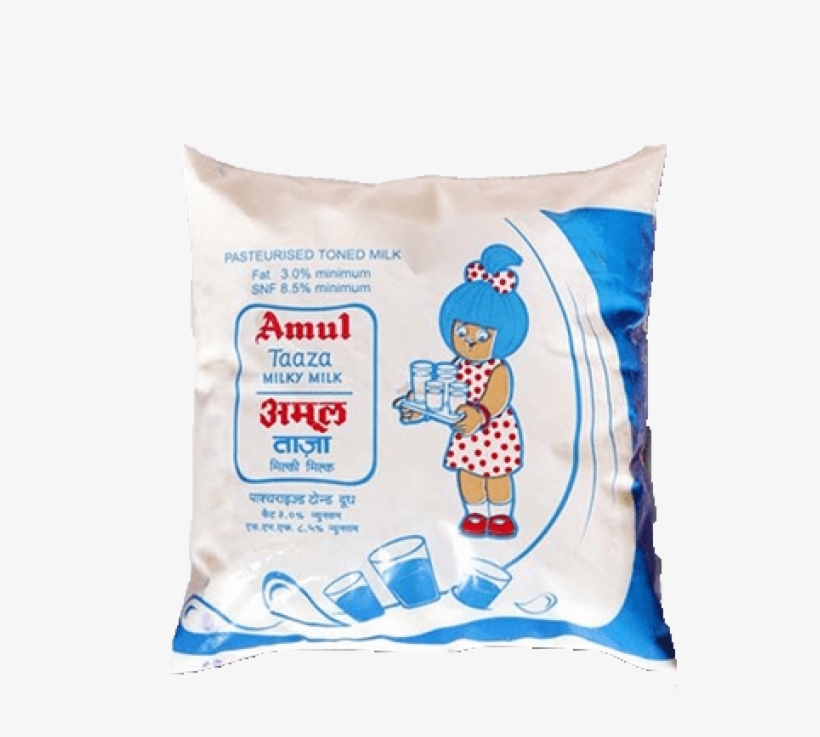 PASTEURISED TONED MILK
Fat 3.0% minimum
SNF 8.5% minimum
Amul
Taaza
MILKY MILK
अमूल
ताज़ा
मिल्की मिल्क
पाश्चराइज्ड टोन्ड दूध
फैट ३.०% न्यूनतम
एस.एन.एफ. ८.५% न्यूनतम